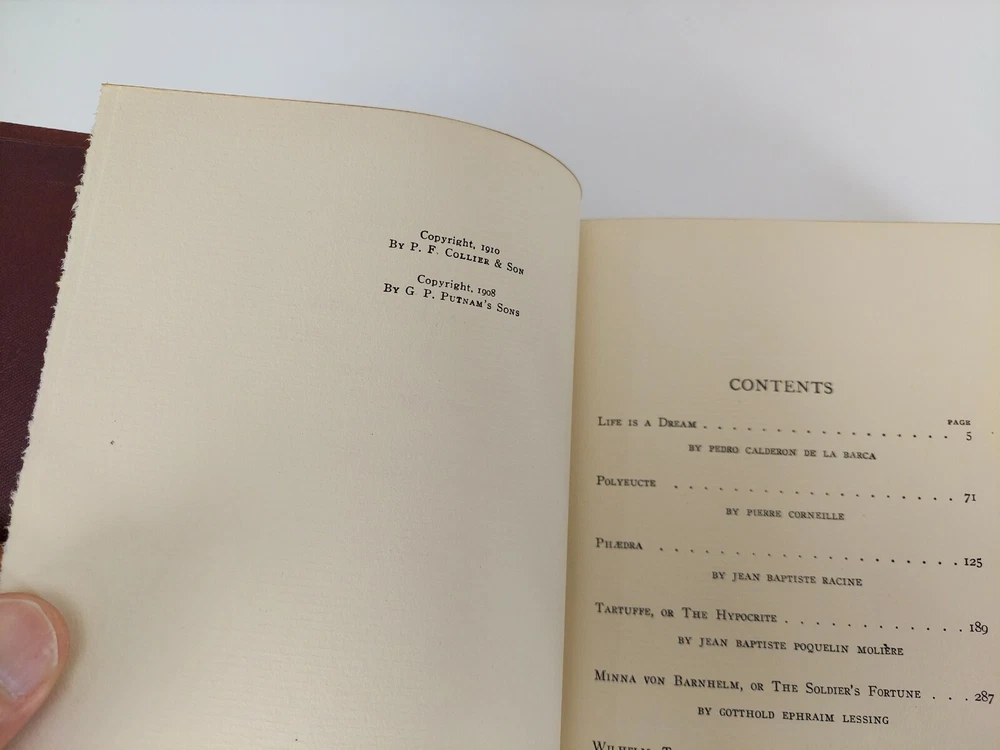 Copyright, 1910
By P. F. Collier & Son
Copyright, 1908
By G. P. Putnam's Sons
CONTENTS
PAGE
Life is a Dream . . . . . . . . . . . . . . . . . 5
BY PEDRO CALDERON DE LA BARCA
Polyeucte . . . . . . . . . . . . . . . . . . . 71
BY PIERRE CORNEILLE
Phædra . . . . . . . . . . . . . . . . . . . 125
BY JEAN BAPTISTE RACINE
Tartuffe, or The Hypocrite . . . . . . . . . . . . 189
BY JEAN BAPTISTE POQUELIN MOLIÈRE
Minna von Barnhelm, or The Soldier's Fortune . . . 287
BY GOTTHOLD EPHRAIM LESSING